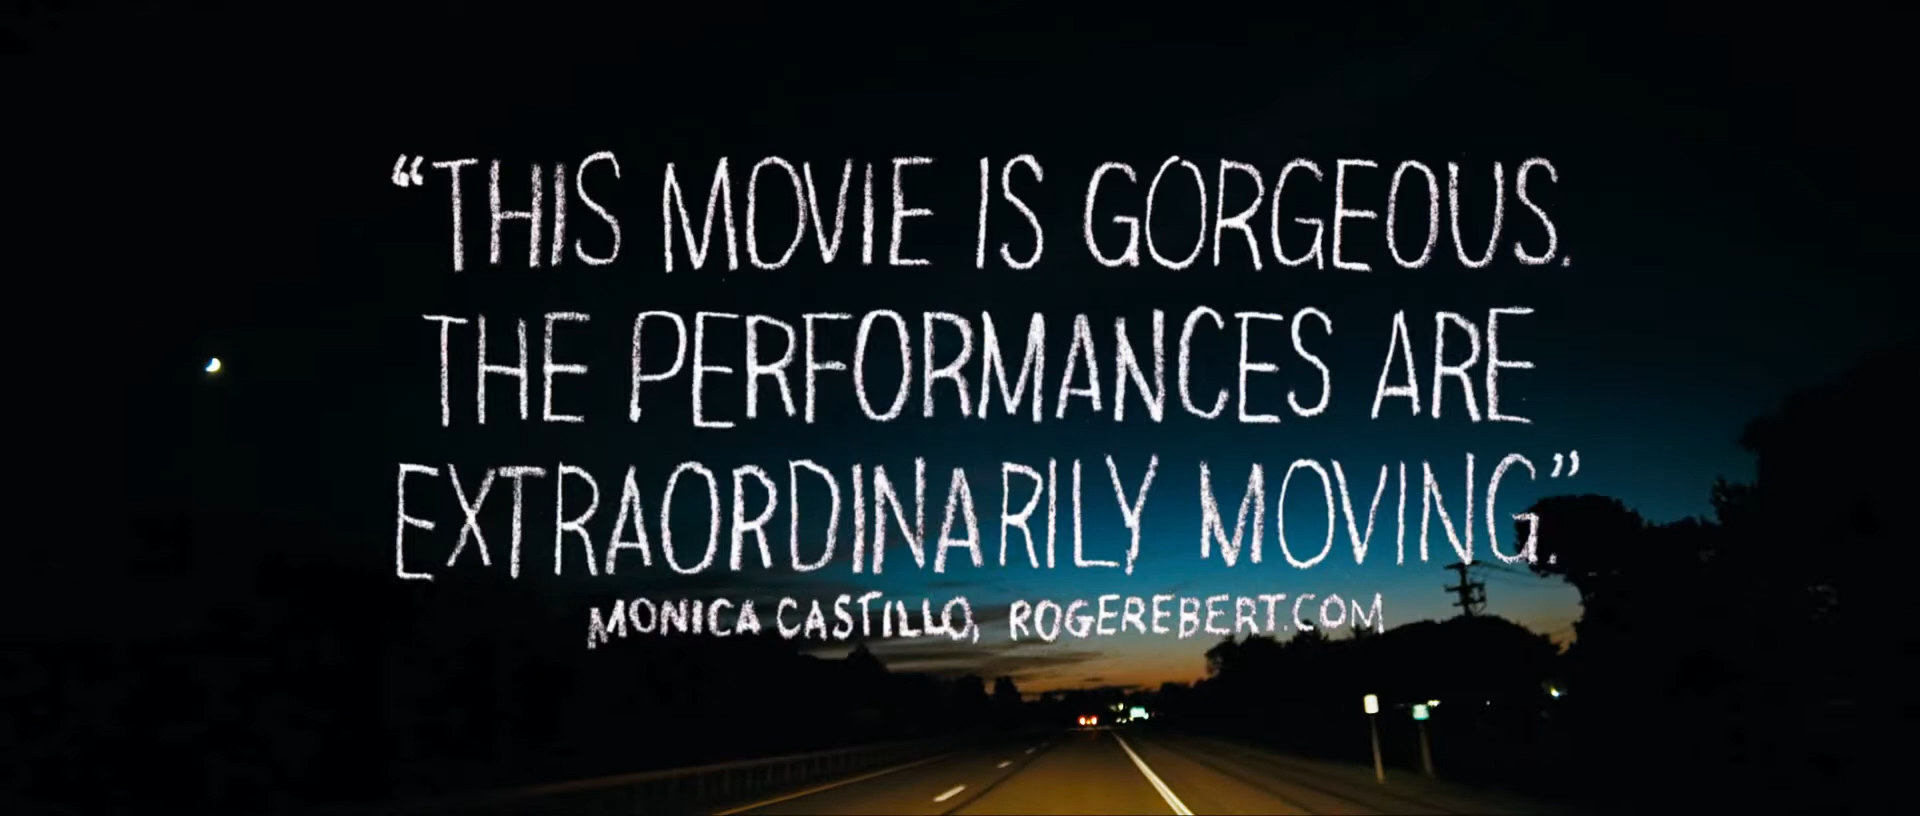 “THIS MOVIE IS GORGEOUS.
THE PERFORMANCES ARE
EXTRAORDINARILY MOVING.”
MONICA CASTILLO, ROGEREBERT.COM